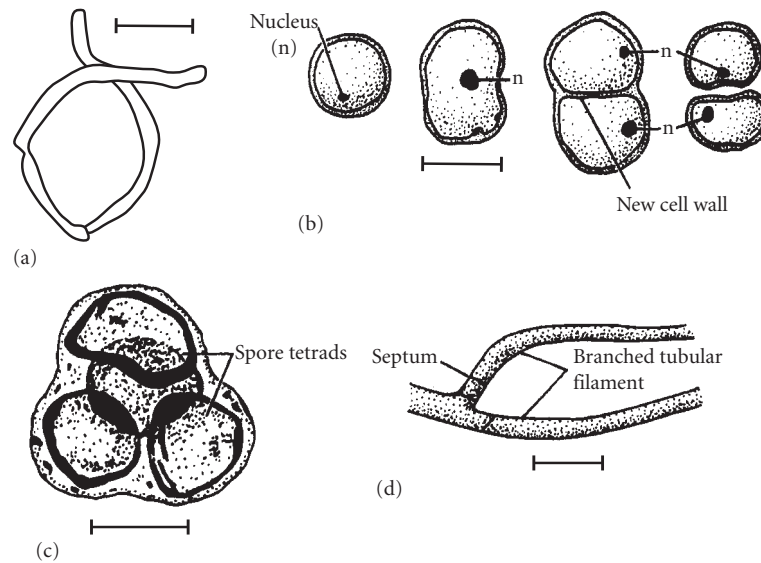 Nucleus
(n)
n
n
n
New cell wall
(a)
(b)
Spore tetrads
(c)
Septum
Branched tubular
filament
(d)